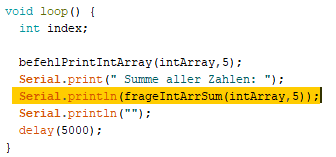 void loop() {
int index;
befehlPrintIntArray(intArray,5);
Serial.print(" Summe aller Zahlen: ");
Serial.println(frageIntArrSum(intArray,5));
Serial.println("");
delay(5000);
}